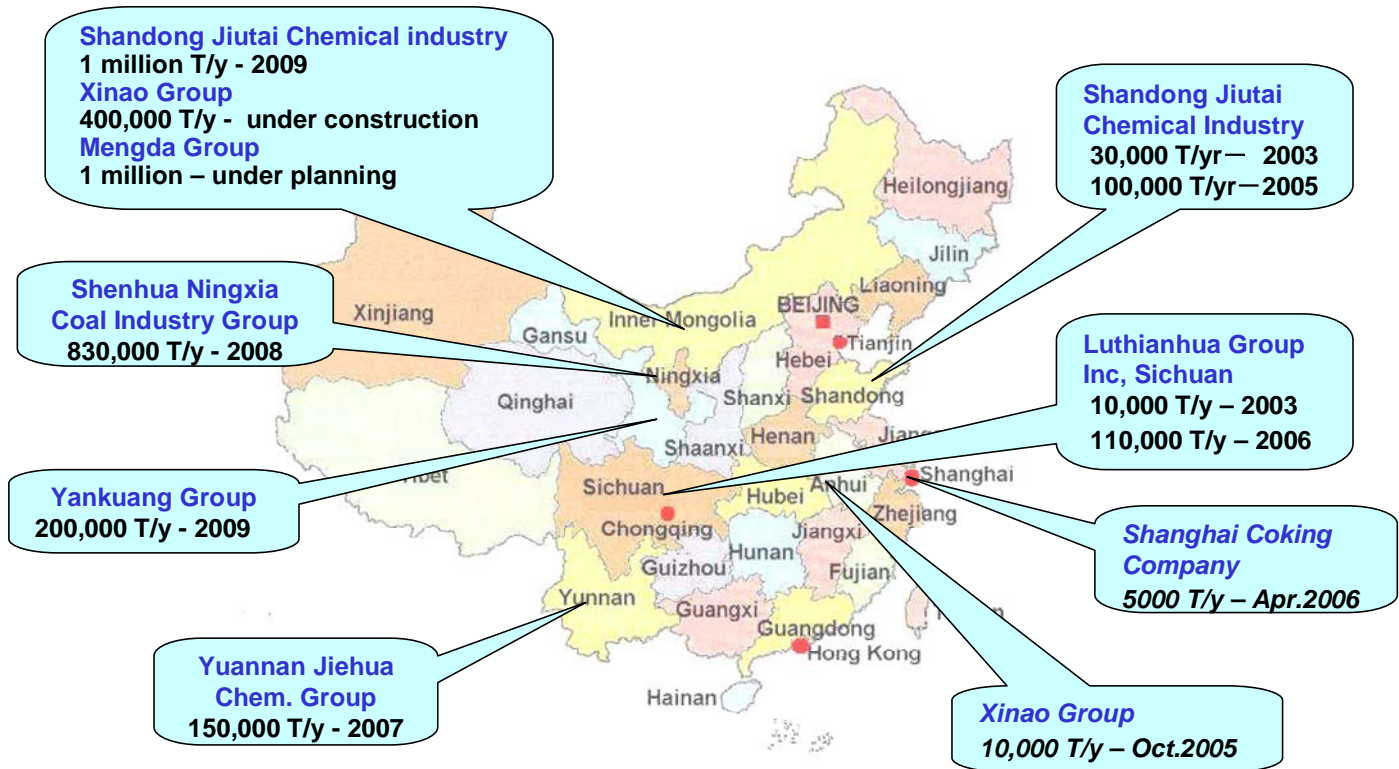 Shandong Jiutai Chemical industry
1 million T/y - 2009
Xinao Group
400,000 T/y - under construction
Mengda Group
1 million – under planning
Shandong Jiutai
Chemical Industry
30,000 T/yr— 2003
100,000 T/yr—2005
Shenhua Ningxia
Coal Industry Group
830,000 T/y - 2008
Luthianhua Group
Inc, Sichuan
10,000 T/y – 2003
110,000 T/y – 2006
Yankuang Group
200,000 T/y - 2009
Shanghai Coking
Company
5000 T/y – Apr.2006
Yuannan Jiehua
Chem. Group
150,000 T/y - 2007
Xinao Group
10,000 T/y – Oct.2005
Heilongjiang
Jilin
Liaoning
BEIJING
Xinjiang
Inner Mongolia
Gansu
Tianjin
Hebei
Ningxia
Shanxi
Shandong
Qinghai
Shaanxi
Henan
Shanghai
Sichuan
Hubei
Anhui
Chongqing
Zhejiang
Jiangxi
Hunan
Guizhou
Fujian
Yunnan
Guangxi
Guangdong
Hong Kong
Hainan